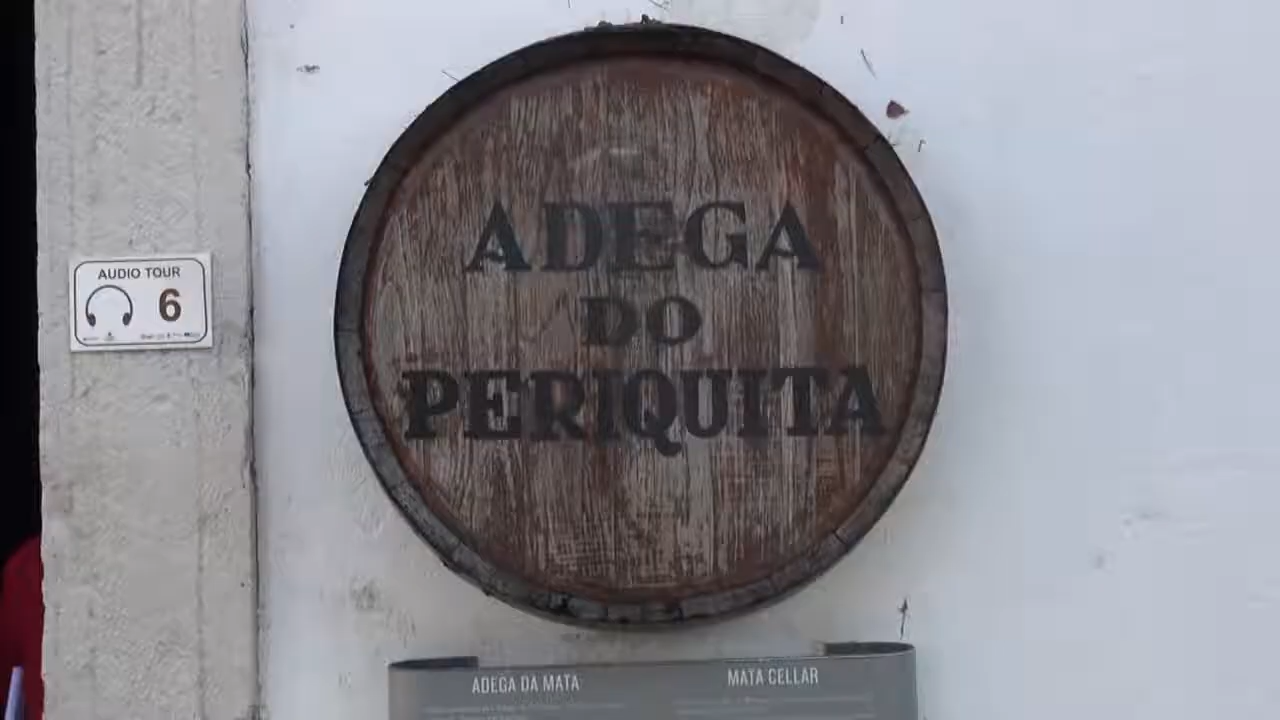 AUDIO TOUR
6
ADEGA
DO
PERIQUITA
ADEGA DA MATA
MATA CELLAR